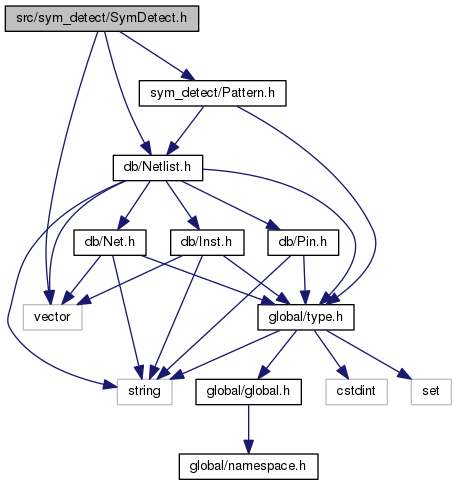 src/sym_detect/SymDetect.h
sym_detect/Pattern.h
db/Netlist.h
db/Net.h
db/Inst.h
db/Pin.h
vector
global/type.h
string
global/global.h
cstdint
set
global/namespace.h